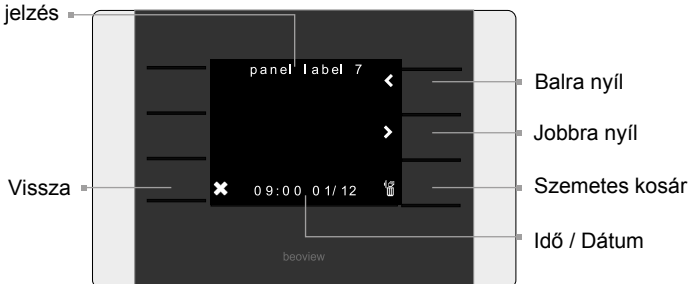 jelzés
panel label 7
Balra nyíl
Jobbra nyíl
Vissza
09:00 01/12
Szemetes kosár
Idő / Dátum
beoview